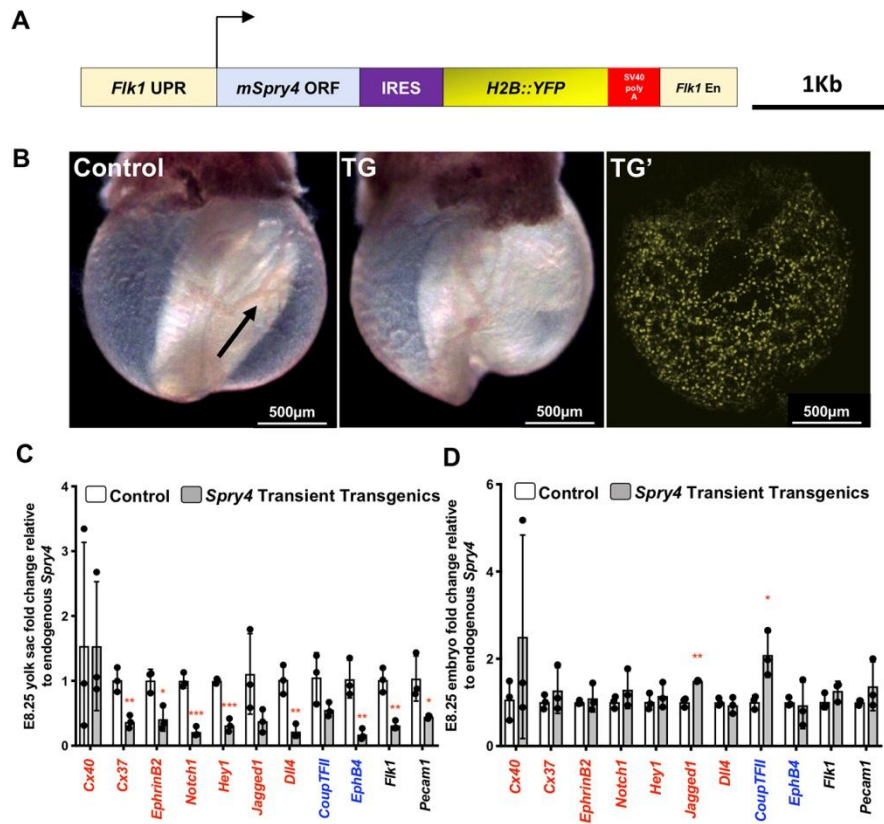 A
Flk1 UPR
mSpry4 ORF
IRES
H2B::YFP
SV40
poly
A
Flk1 En
1Kb
B
Control
TG
TG'
500µm
500µm
500µm
C
Control
Spry4 Transient Transgenics
E8.25 yolk sac fold change relative
to endogenous Spry4
4
3
2
1
0
**
*
***
***
**
**
**
*
Cx40
Cx37
EphrinB2
Notch1
Hey1
Jagged1
Dll4
CoupTFII
EphB4
Flk1
Pecam1
D
Control
Spry4 Transient Transgenics
E8.25 embryo fold change relative
to endogenous Spry4
6
4
2
0
**
*
Cx40
Cx37
EphrinB2
Notch1
Hey1
Jagged1
Dll4
CoupTFII
EphB4
Flk1
Pecam1